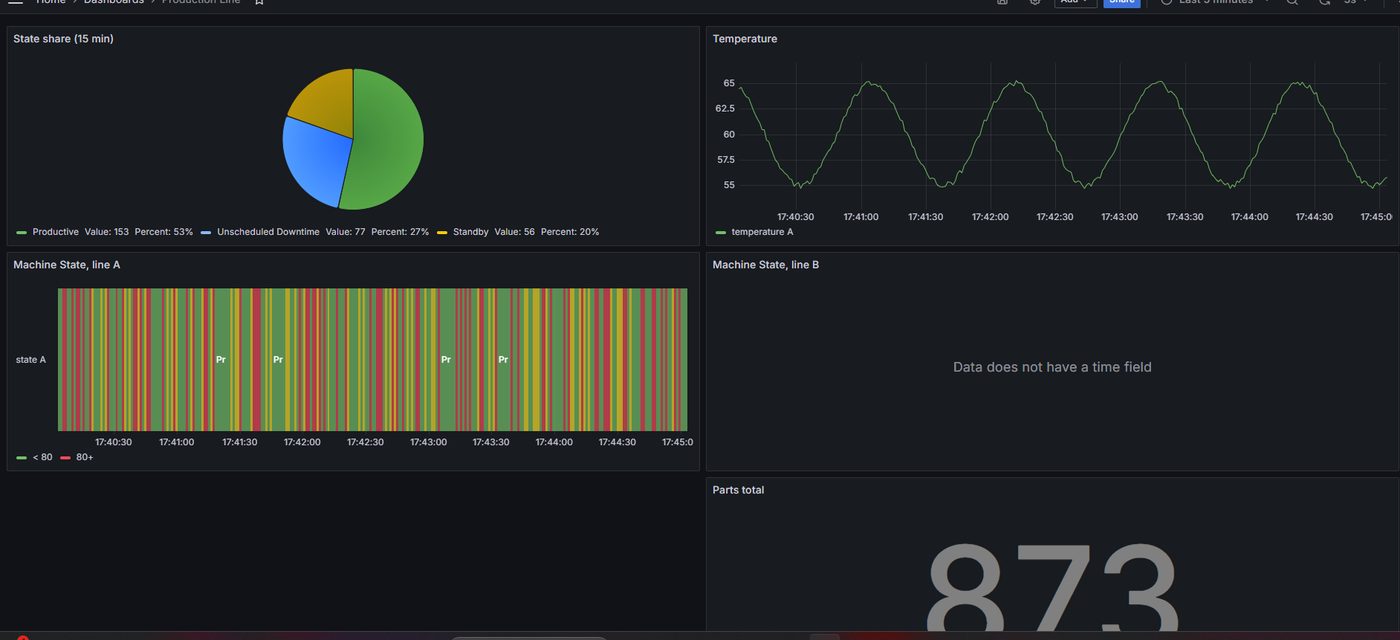 Home > Dashboards > Production Line
Add
Share
Last 5 minutes
5s
State share (15 min)
Productive Value: 153 Percent: 53% Unscheduled Downtime Value: 77 Percent: 27% Standby Value: 56 Percent: 20%
Temperature
65
62.5
60
57.5
55
17:40:30 17:41:00 17:41:30 17:42:00 17:42:30 17:43:00 17:43:30 17:44:00 17:44:30 17:45:0
temperature A
Machine State, line A
state A
Pr Pr Pr Pr
17:40:30 17:41:00 17:41:30 17:42:00 17:42:30 17:43:00 17:43:30 17:44:00 17:44:30 17:45:0
< 80 80+
Machine State, line B
Data does not have a time field
Parts total
873